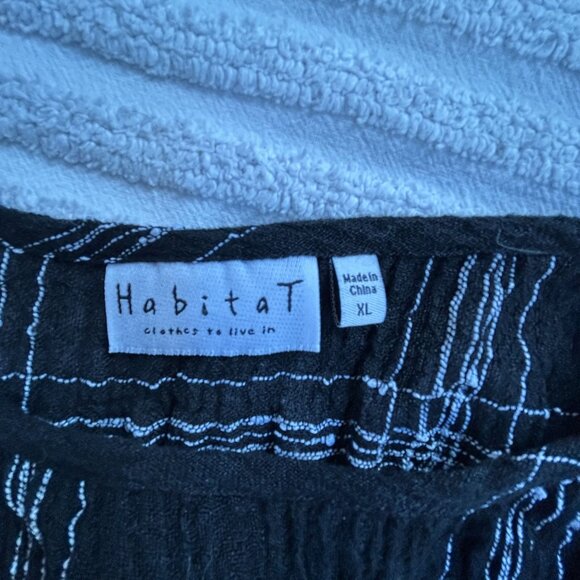 HabitaT
clothes to live in
Made in
China
XL